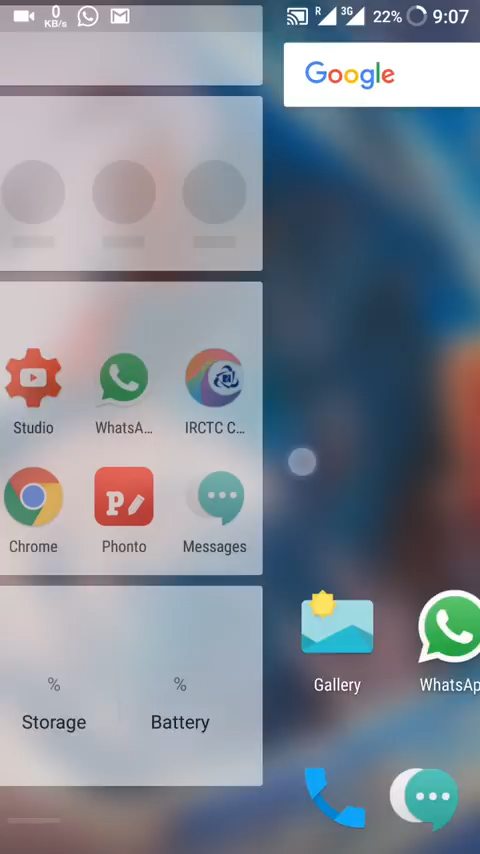 0
KB/s
R
3G
22%
9:07
Google
Studio
WhatsA...
IRCTC C...
Chrome
Phonto
Messages
%
%
Storage
Battery
Gallery
WhatsAp